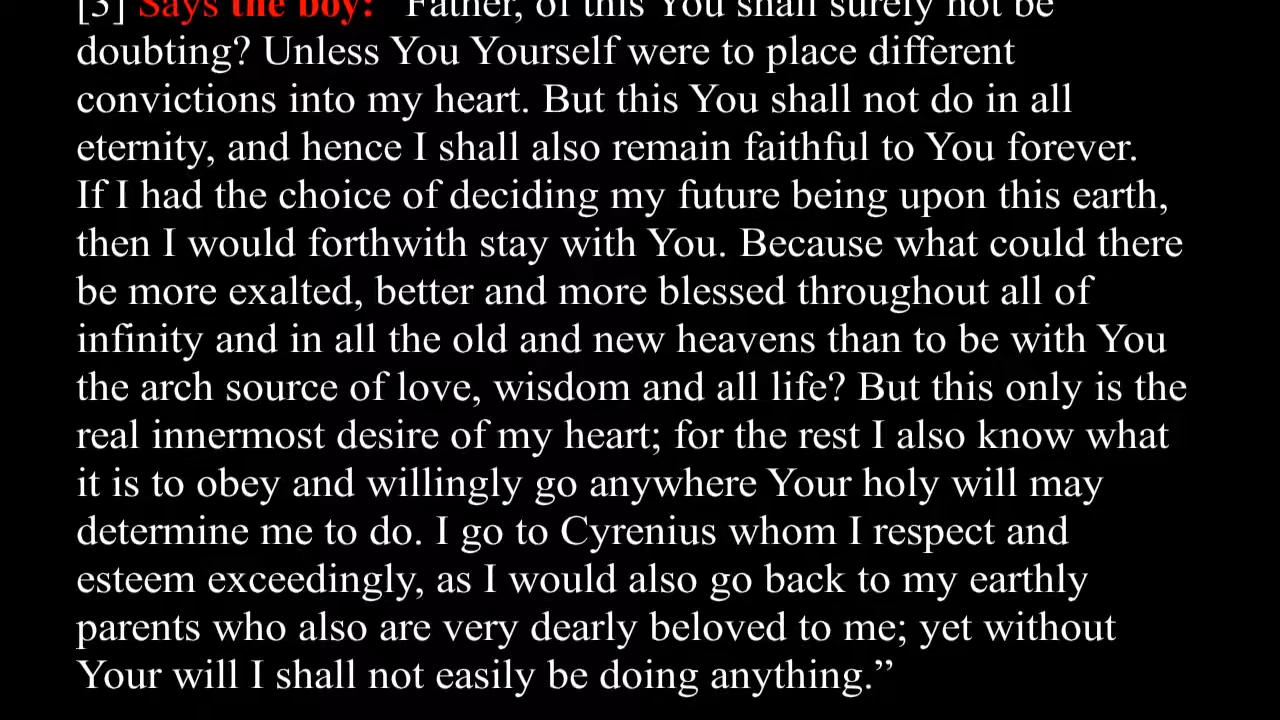 [3] Says the boy: “Father, of this You shall surely not be
doubting? Unless You Yourself were to place different
convictions into my heart. But this You shall not do in all
eternity, and hence I shall also remain faithful to You forever.
If I had the choice of deciding my future being upon this earth,
then I would forthwith stay with You. Because what could there
be more exalted, better and more blessed throughout all of
infinity and in all the old and new heavens than to be with You
the arch source of love, wisdom and all life? But this only is the
real innermost desire of my heart; for the rest I also know what
it is to obey and willingly go anywhere Your holy will may
determine me to do. I go to Cyrenius whom I respect and
esteem exceedingly, as I would also go back to my earthly
parents who also are very dearly beloved to me; yet without
Your will I shall not easily be doing anything.”